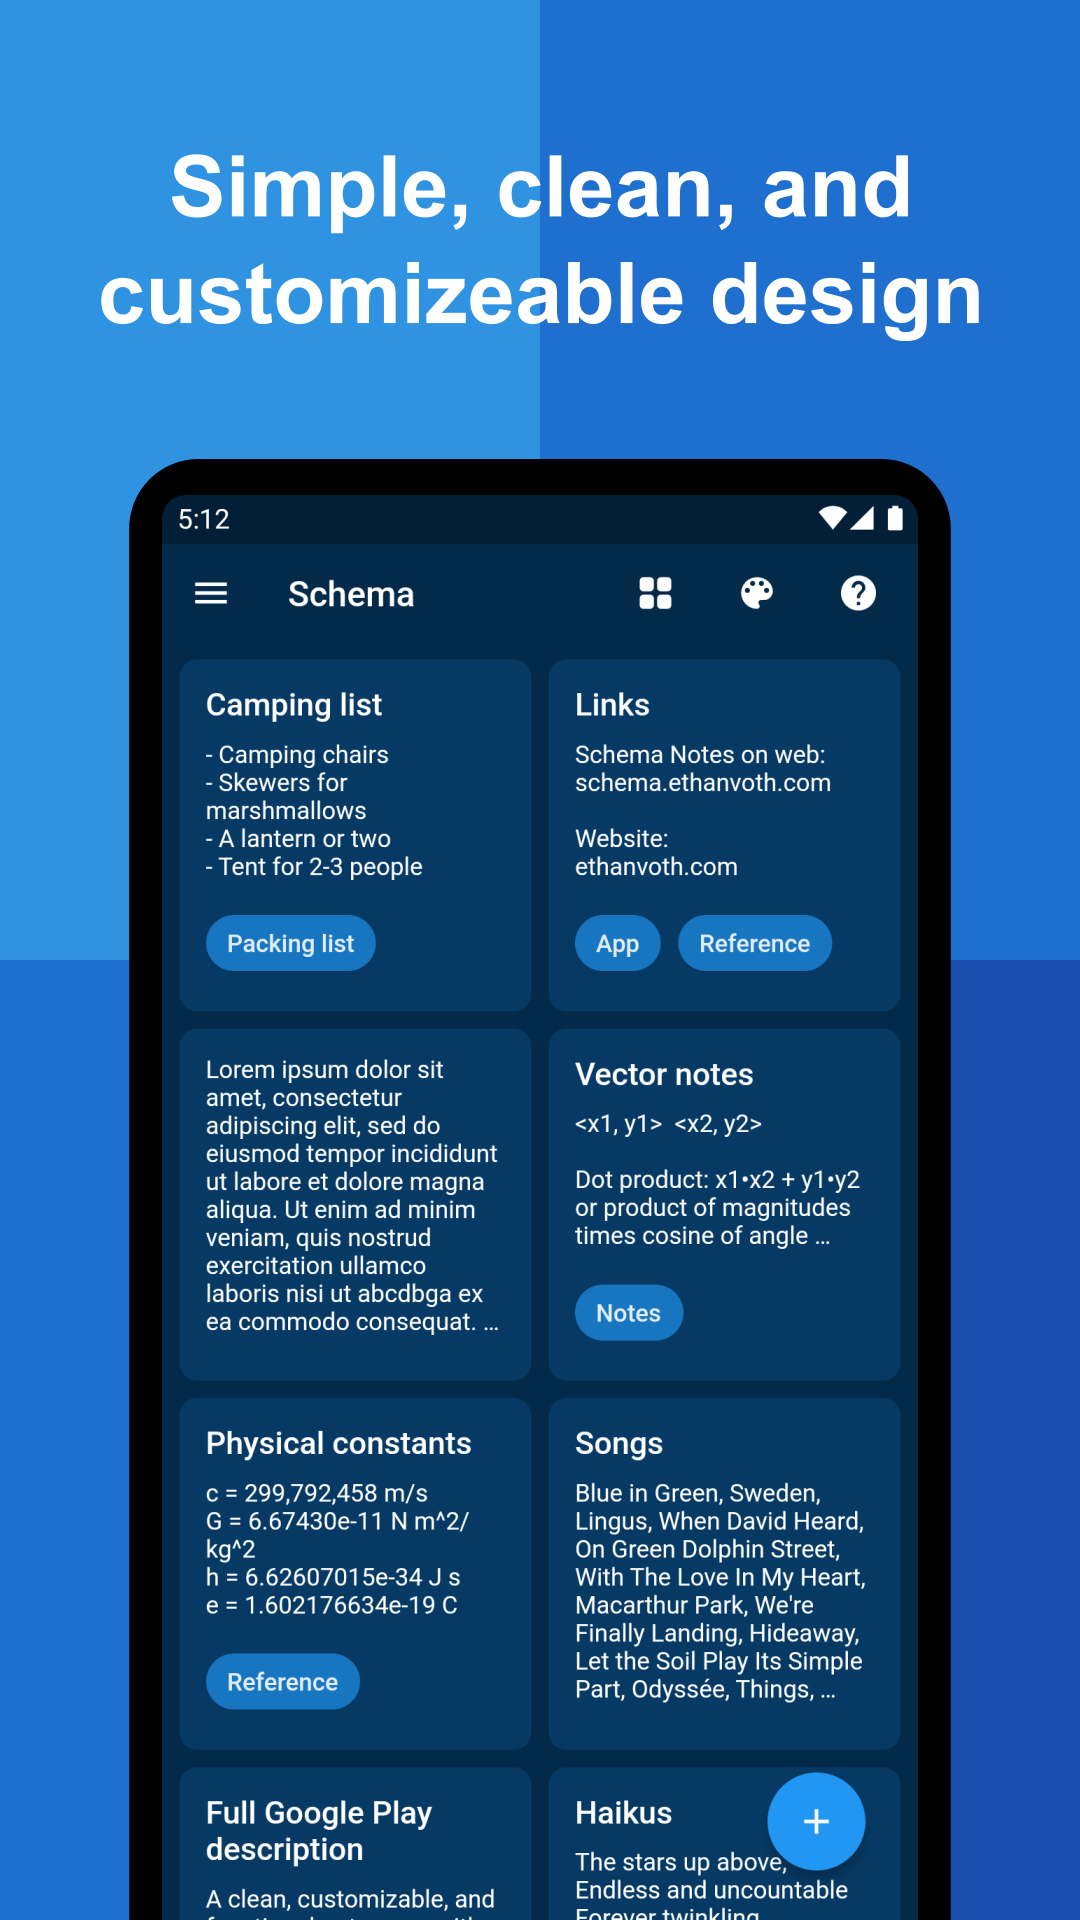 Simple, clean, and
customizeable design
5:12
Schema
Camping list
- Camping chairs
- Skewers for
marshmallows
- A lantern or two
- Tent for 2-3 people
Packing list
Links
Schema Notes on web:
schema.ethanvoth.com
Website:
ethanvoth.com
App
Reference
Lorem ipsum dolor sit
amet, consectetur
adipiscing elit, sed do
eiusmod tempor incididunt
ut labore et dolore magna
aliqua. Ut enim ad minim
veniam, quis nostrud
exercitation ullamco
laboris nisi ut abcdbga ex
ea commodo consequat. ...
Vector notes
<x1, y1>  <x2, y2>
Dot product: x1•x2 + y1•y2
or product of magnitudes
times cosine of angle ...
Notes
Physical constants
c = 299,792,458 m/s
G = 6.67430e-11 N m^2/
kg^2
h = 6.62607015e-34 J s
e = 1.602176634e-19 C
Reference
Songs
Blue in Green, Sweden,
Lingus, When David Heard,
On Green Dolphin Street,
With The Love In My Heart,
Macarthur Park, We're
Finally Landing, Hideaway,
Let the Soil Play Its Simple
Part, Odyssée, Things, ...
Full Google Play
description
A clean, customizable, and
Haikus
The stars up above,
Endless and uncountable
Forever twinkling